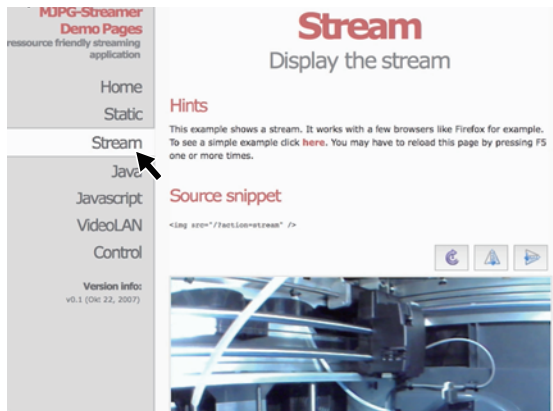 MJPG-Streamer
Demo Pages
ressource friendly streaming
application
Home
Static
Stream
Java
Javascript
VideoLAN
Control
Version info:
v0.1 (Okt 22, 2007)
Stream
Display the stream
Hints
This example shows a stream. It works with a few browsers like Firefox for example.
To see a simple example click here. You may have to reload this page by pressing F5
one or more times.
Source snippet
<img src="/?action=stream" />